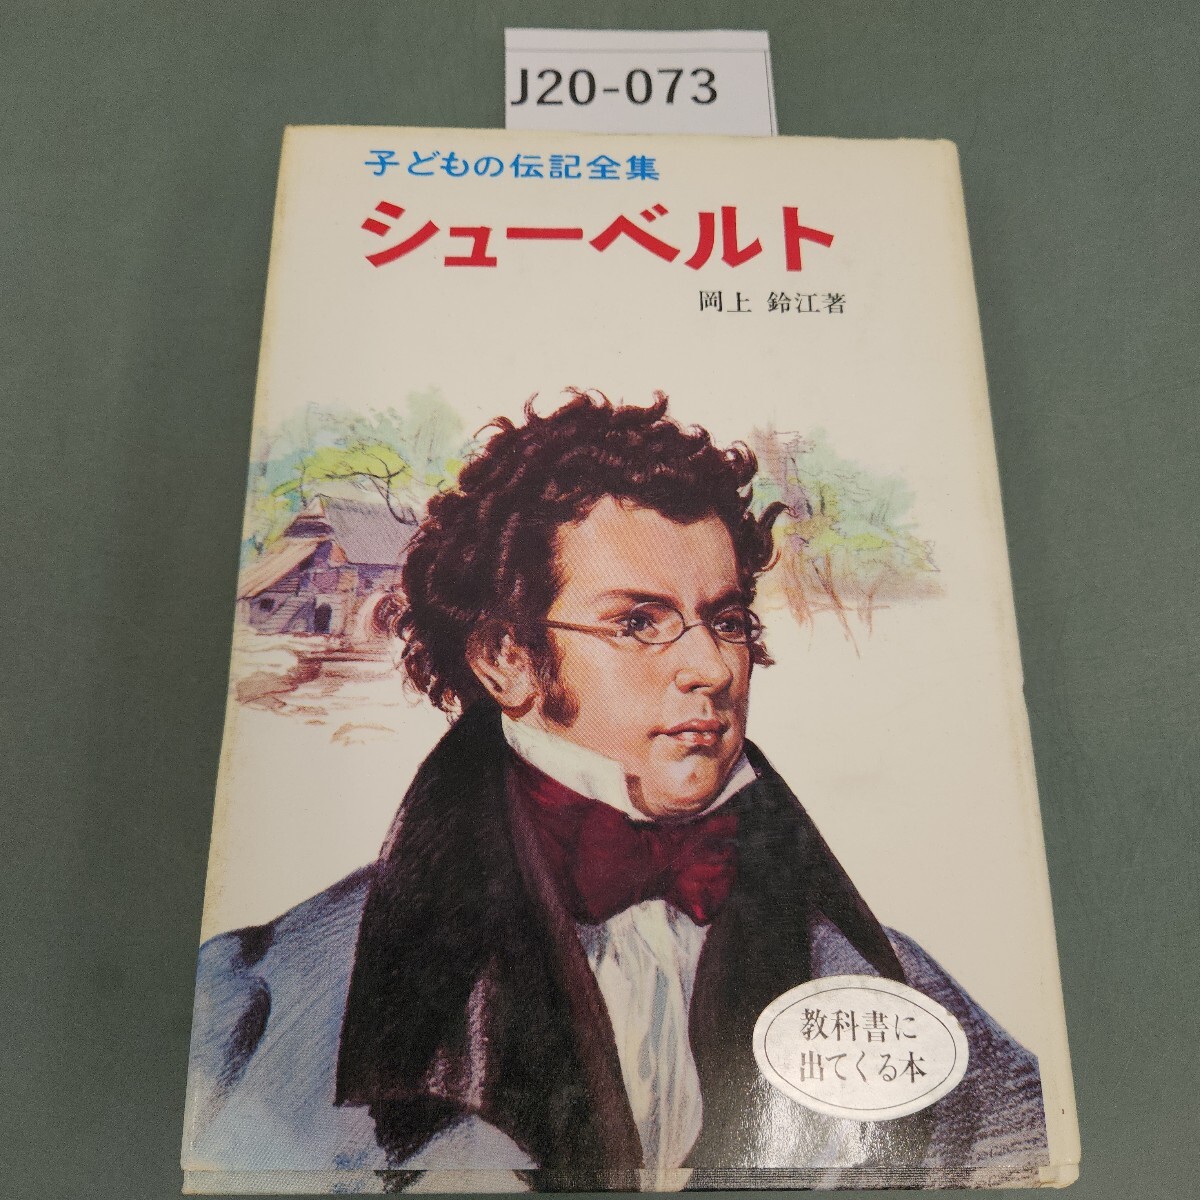 J20-073
子どもの伝記全集
シューベルト
岡上 鈴江著
教科書に
出てくる本